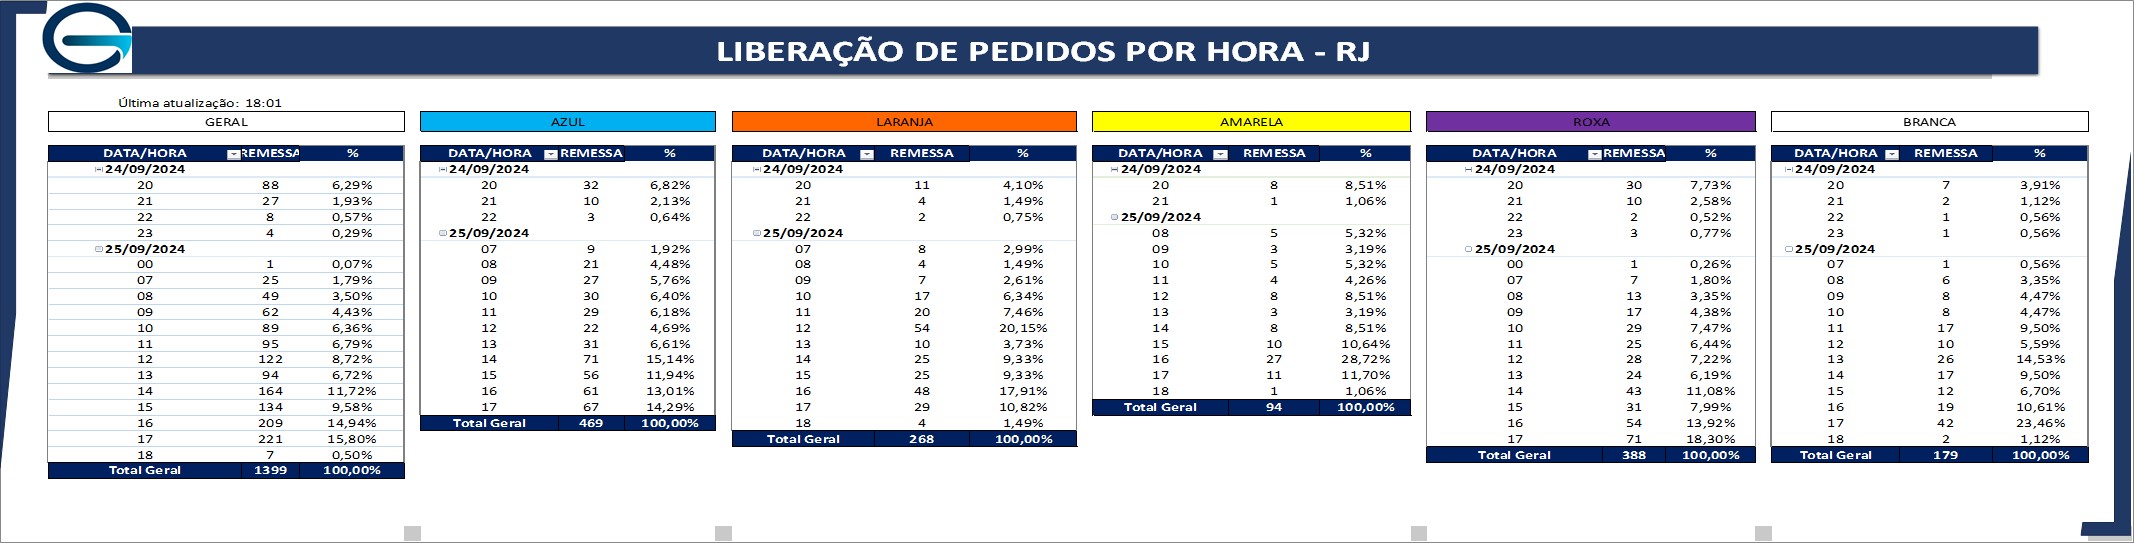 LIBERAÇÃO DE PEDIDOS POR HORA - RJ
Última atualização: 18:01
GERAL
DATA/HORA REMESSA %
24/09/2024
20 88 6,29%
21 27 1,93%
22 8 0,57%
23 4 0,29%
25/09/2024
00 1 0,07%
07 25 1,79%
08 49 3,50%
09 62 4,43%
10 89 6,36%
11 95 6,79%
12 122 8,72%
13 94 6,72%
14 164 11,72%
15 134 9,58%
16 209 14,94%
17 221 15,80%
18 7 0,50%
Total Geral 1399 100,00%
AZUL
DATA/HORA REMESSA %
24/09/2024
20 32 6,82%
21 10 2,13%
22 3 0,64%
25/09/2024
07 9 1,92%
08 21 4,48%
09 27 5,76%
10 30 6,40%
11 29 6,18%
12 22 4,69%
13 31 6,61%
14 71 15,14%
15 56 11,94%
16 61 13,01%
17 67 14,29%
Total Geral 469 100,00%
LARANJA
DATA/HORA REMESSA %
24/09/2024
20 11 4,10%
21 4 1,49%
22 2 0,75%
25/09/2024
07 8 2,99%
08 4 1,49%
09 7 2,61%
10 17 6,34%
11 20 7,46%
12 54 20,15%
13 10 3,73%
14 25 9,33%
15 25 9,33%
16 48 17,91%
17 29 10,82%
18 4 1,49%
Total Geral 268 100,00%
AMARELA
DATA/HORA REMESSA %
24/09/2024
20 8 8,51%
21 1 1,06%
25/09/2024
08 5 5,32%
09 3 3,19%
10 5 5,32%
11 4 4,26%
12 8 8,51%
13 3 3,19%
14 8 8,51%
15 10 10,64%
16 27 28,72%
17 11 11,70%
18 1 1,06%
Total Geral 94 100,00%
ROXA
DATA/HORA REMESSA %
24/09/2024
20 30 7,73%
21 10 2,58%
22 2 0,52%
23 3 0,77%
25/09/2024
00 1 0,26%
07 7 1,80%
08 13 3,35%
09 17 4,38%
10 29 7,47%
11 25 6,44%
12 28 7,22%
13 24 6,19%
14 43 11,08%
15 31 7,99%
16 54 13,92%
17 71 18,30%
Total Geral 388 100,00%
BRANCA
DATA/HORA REMESSA %
24/09/2024
20 7 3,91%
21 2 1,12%
22 1 0,56%
23 1 0,56%
25/09/2024
07 1 0,56%
08 6 3,35%
09 8 4,47%
10 8 4,47%
11 17 9,50%
12 10 5,59%
13 26 14,53%
14 17 9,50%
15 12 6,70%
16 19 10,61%
17 42 23,46%
18 2 1,12%
Total Geral 179 100,00%